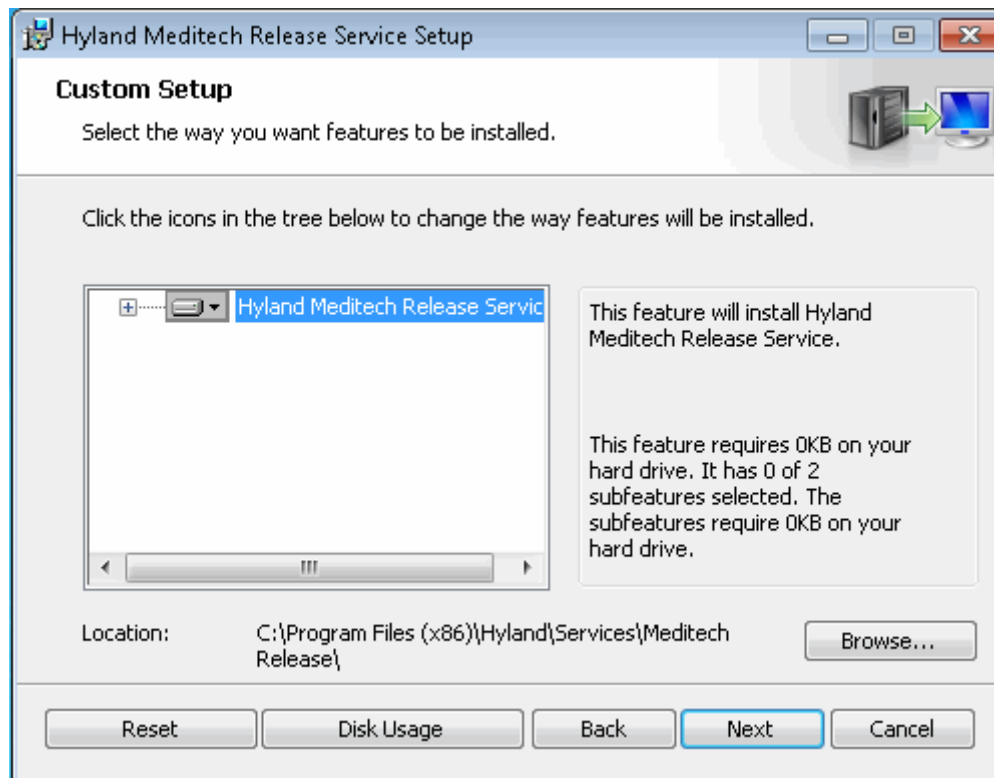 Hyland Meditech Release Service Setup
Custom Setup
Select the way you want features to be installed.
Click the icons in the tree below to change the way features will be installed.
Hyland Meditech Release Servic
This feature will install Hyland
Meditech Release Service.
This feature requires 0KB on your
hard drive. It has 0 of 2
subfeatures selected. The
subfeatures require 0KB on your
hard drive.
Location:
C:\Program Files (x86)\Hyland\Services\Meditech
Release\
Browse...
Reset
Disk Usage
Back
Next
Cancel